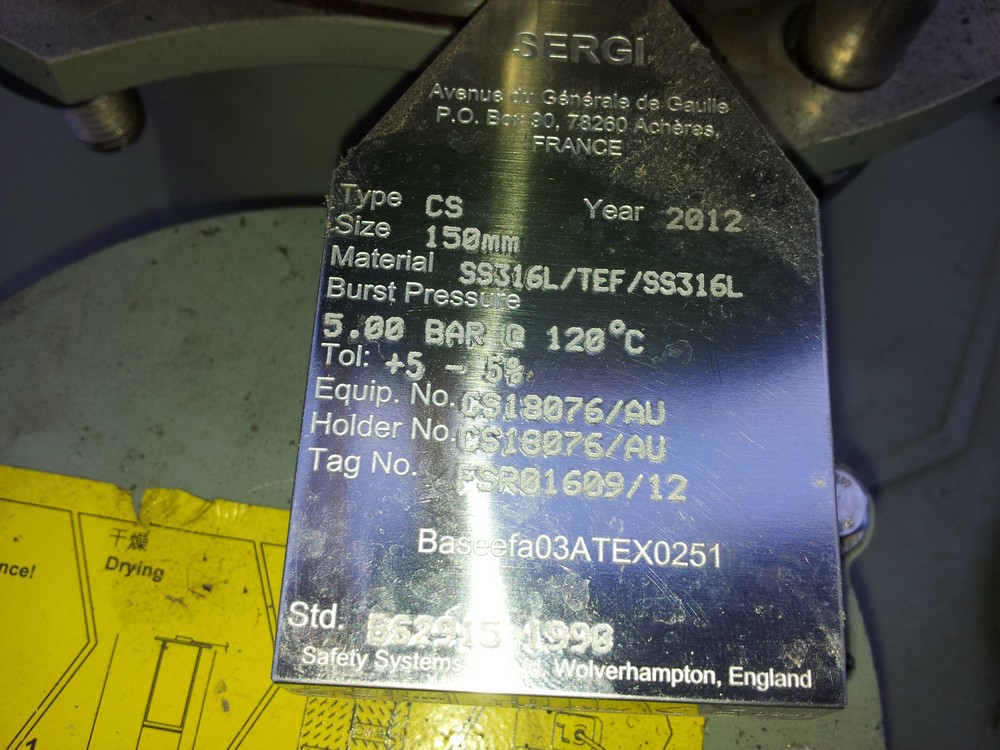 SERGI
Avenue du Générale de Gaulle
P.O. Box 90, 78260 Achères,
FRANCE
Type CS Year 2012
Size 150mm
Material SS316L/TEF/SS316L
Burst Pressure
5.00 BAR @ 120°C
Tol: +5 - 5%
Equip. No. CS18076/AU
Holder No. CS18076/AU
Tag No. FSR01609/12
Baseefa03ATEX0251
Std. BS2915 1990
Safety Systems Ltd. Wolverhampton, England
nce!
干燥
Drying
1